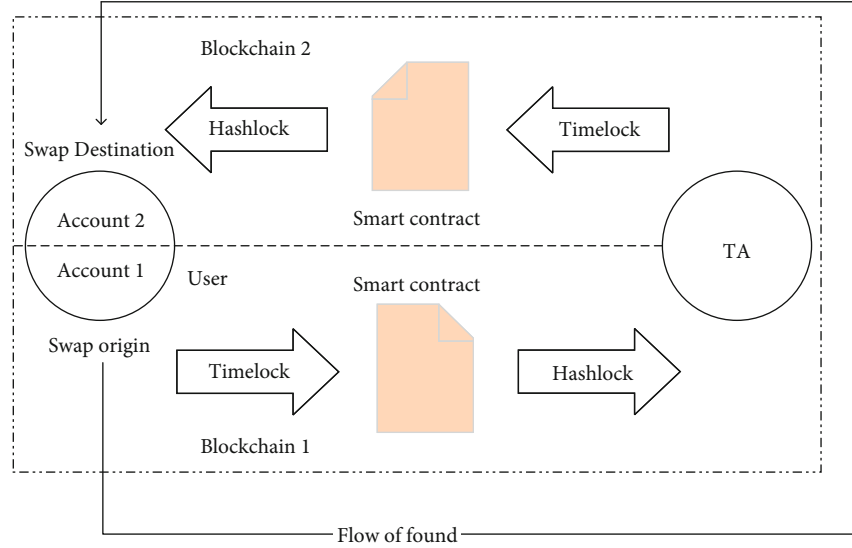 Blockchain 2
Hashlock
Timelock
Swap Destination
Account 2
Smart contract
TA
Account 1
User
Smart contract
Swap origin
Timelock
Hashlock
Blockchain 1
Flow of found